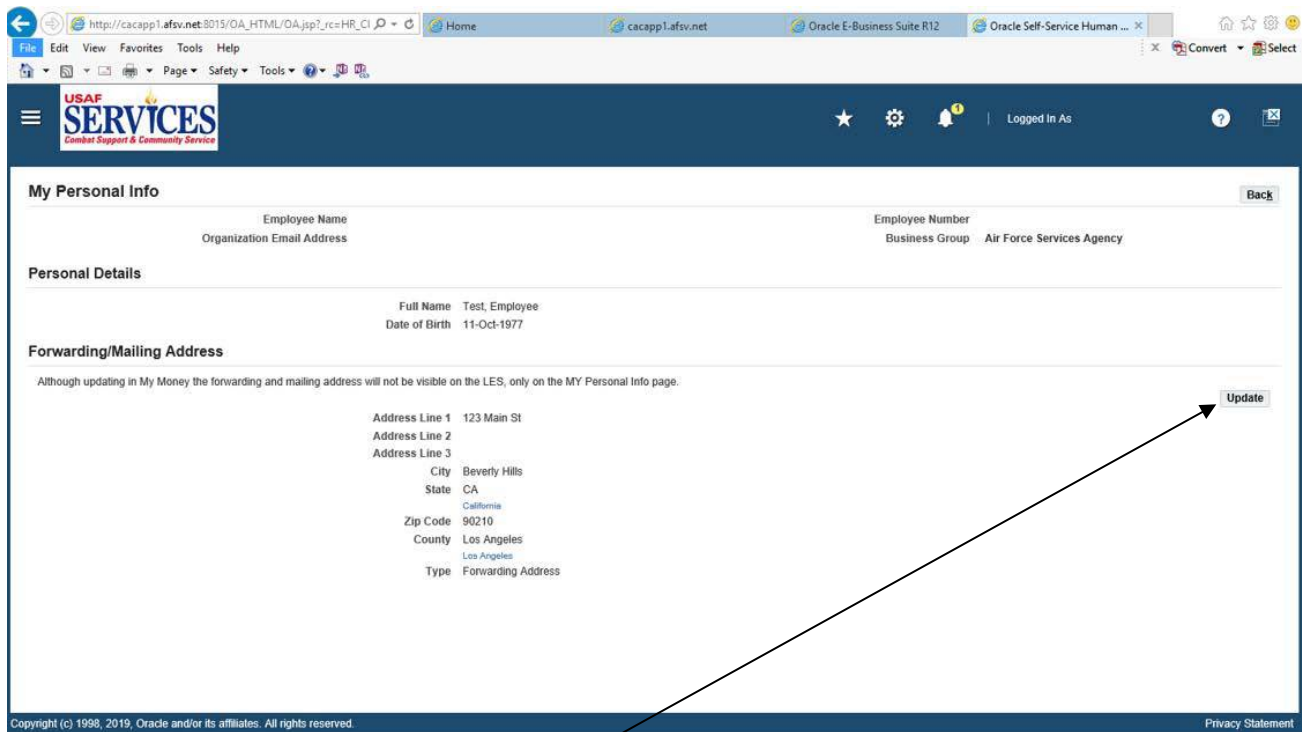 http://cacapp1.afsv.net:8015/OA_HTML/OA.jsp?_rc=HR_CI
Home
cacapp1.afsv.net
Oracle E-Business Suite R12
Oracle Self-Service Human ...
File Edit View Favorites Tools Help
Convert Select
Page Safety Tools
USAF
SERVICES
Combat Support & Community Service
1
Logged In As
My Personal Info
Back
Employee Name
Employee Number
Organization Email Address
Business Group Air Force Services Agency
Personal Details
Full Name Test, Employee
Date of Birth 11-Oct-1977
Forwarding/Mailing Address
Although updating in My Money the forwarding and mailing address will not be visible on the LES, only on the MY Personal Info page.
Update
Address Line 1 123 Main St
Address Line 2
Address Line 3
City Beverly Hills
State CA
California
Zip Code 90210
County Los Angeles
Los Angeles
Type Forwarding Address
Copyright (c) 1998, 2019, Oracle and/or its affiliates. All rights reserved.
Privacy Statement